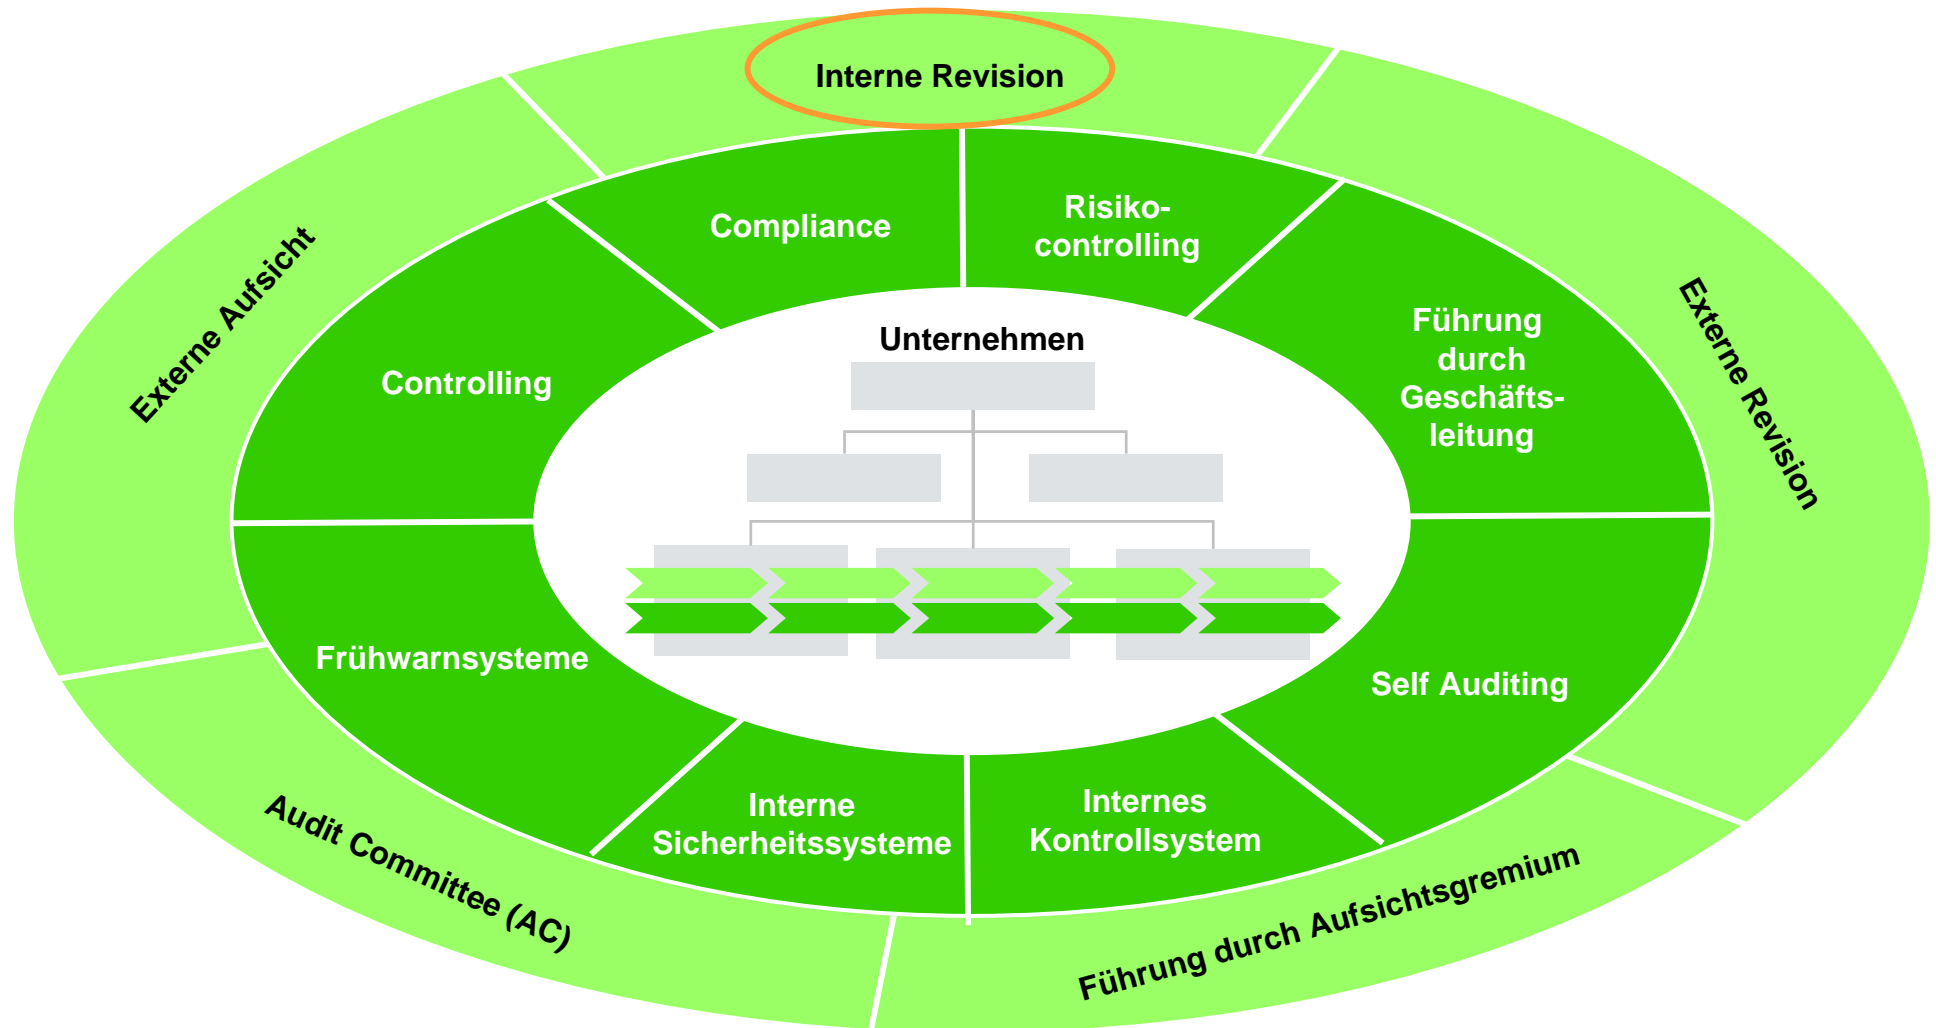 Interne Revision
Externe Aufsicht
Externe Revision
Compliance
Risiko-
controlling
Controlling
Führung
durch
Geschäfts-
leitung
Unternehmen
Frühwarnsysteme
Self Auditing
Interne
Sicherheitssysteme
Internes
Kontrollsystem
Audit Committee (AC)
Führung durch Aufsichtsgremium